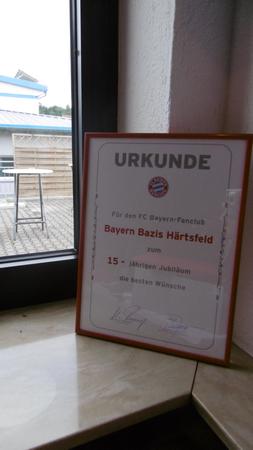 URKUNDE
Für den FC Bayern-Fanclub
Bayern Bazis Härtsfeld
zum
15 - jährigen Jubiläum
die besten Wünsche